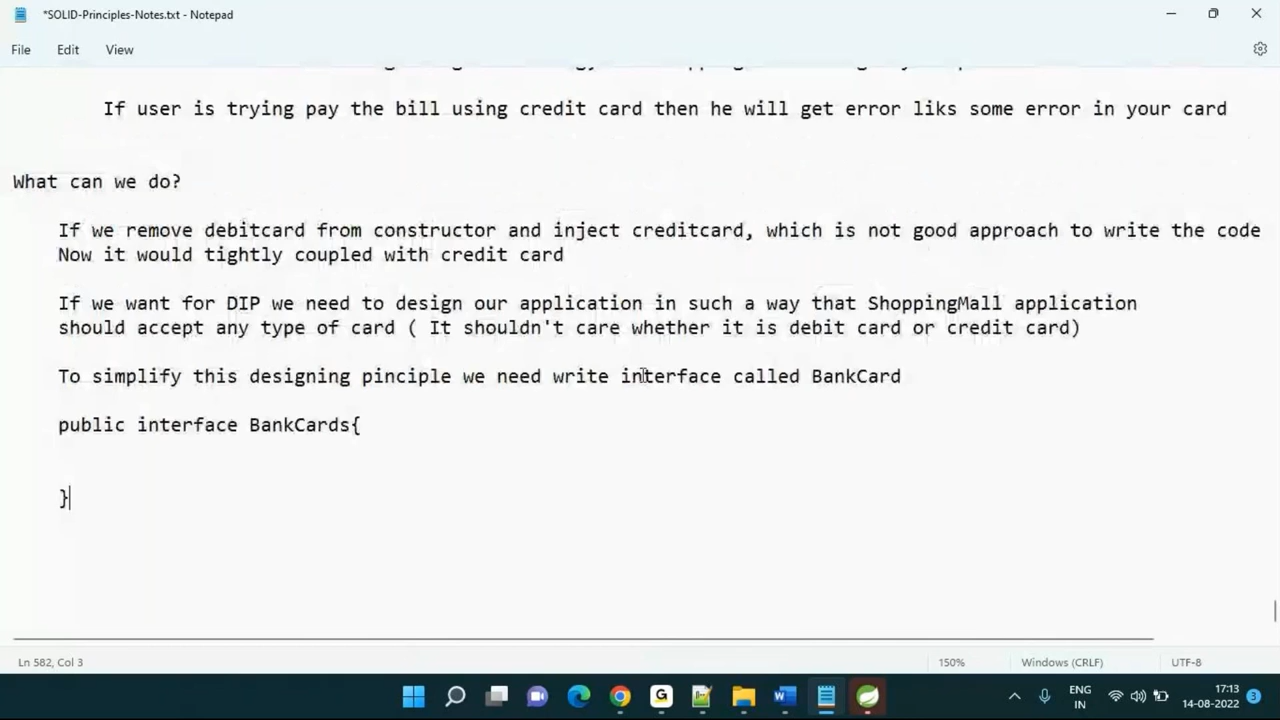 *SOLID-Principles-Notes.txt - Notepad
File Edit View
If user is trying pay the bill using credit card then he will get error liks some error in your card
What can we do?
If we remove debitcard from constructor and inject creditcard, which is not good approach to write the code
Now it would tightly coupled with credit card
If we want for DIP we need to design our application in such a way that ShoppingMall application
should accept any type of card ( It shouldn't care whether it is debit card or credit card)
To simplify this designing pinciple we need write interface called BankCard
public interface BankCards{
}
Ln 582, Col 3 150% Windows (CRLF) UTF-8
ENG
IN
17:13
14-08-2022
3